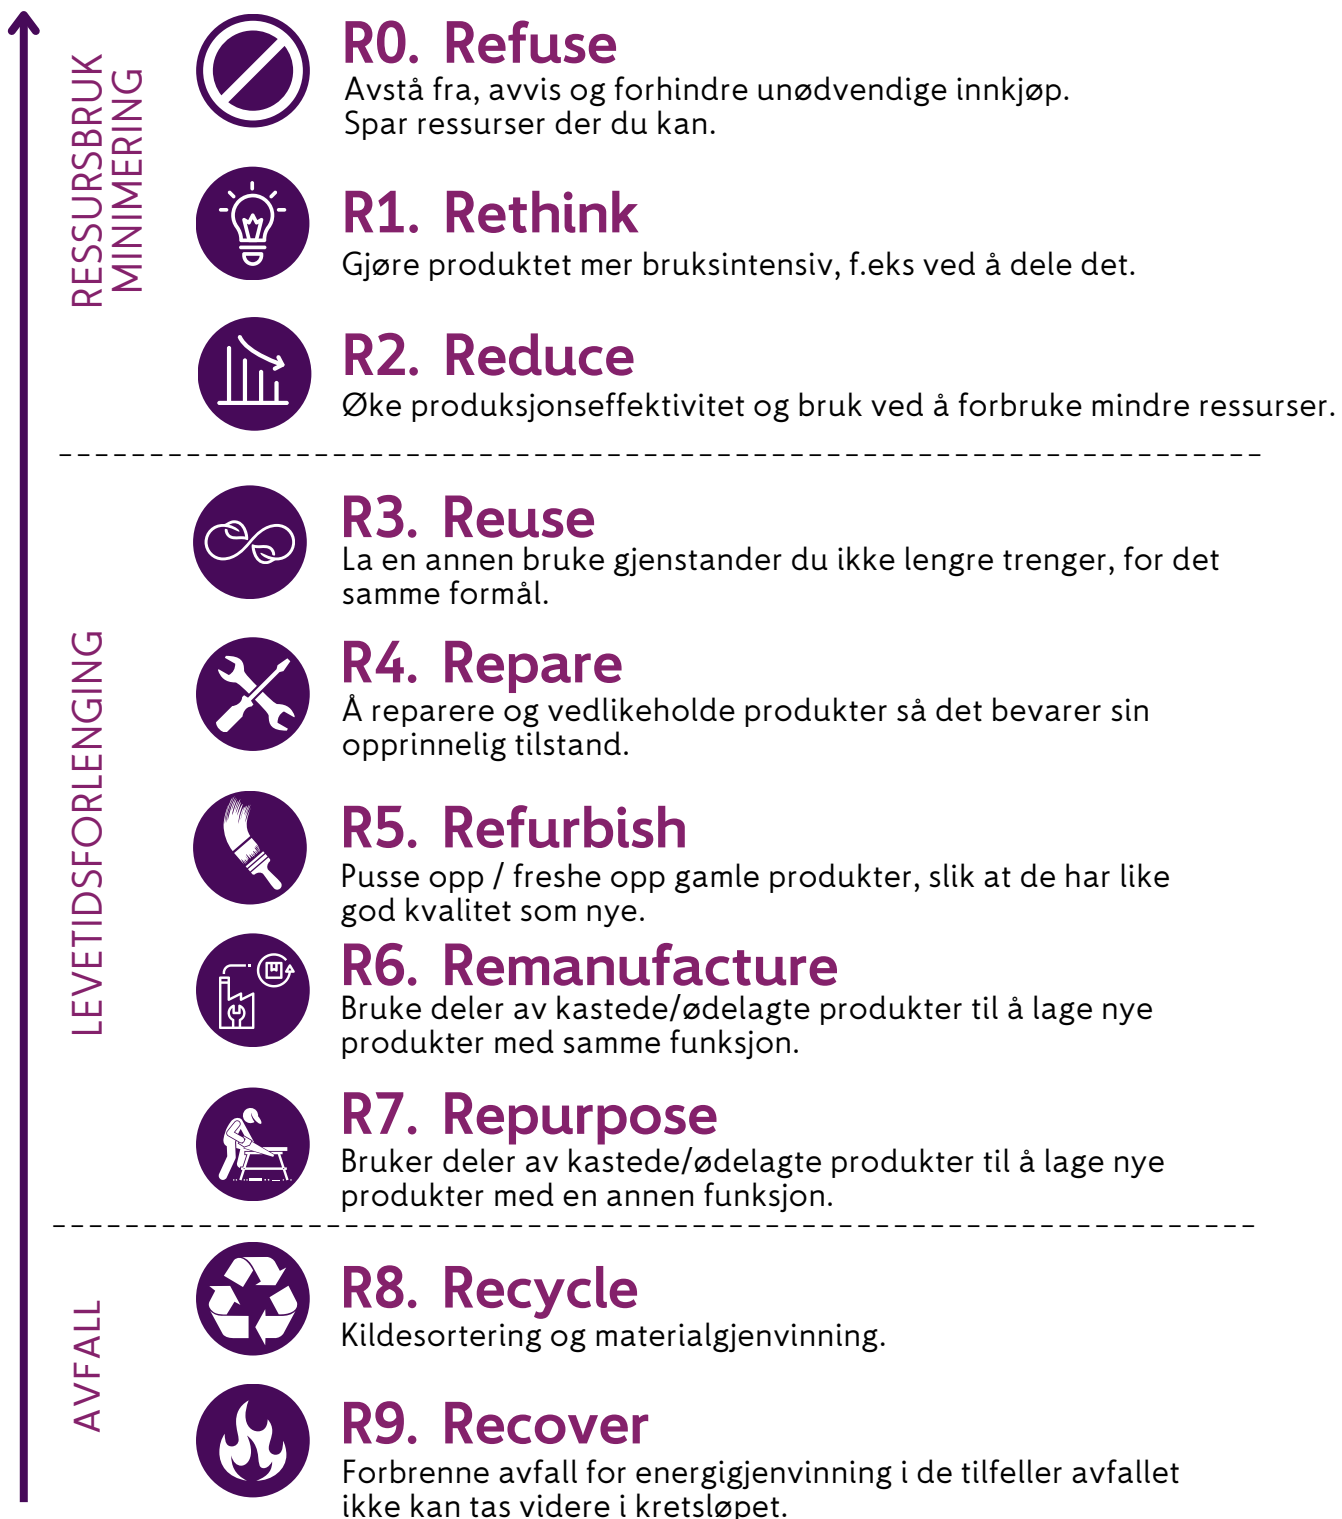 RESSURSBRUK
MINIMERING
R0. Refuse
Avstå fra, avvis og forhindre unødvendige innkjøp.
Spar ressurser der du kan.
R1. Rethink
Gjøre produktet mer bruksintensiv, f.eks ved å dele det.
R2. Reduce
Øke produksjonseffektivitet og bruk ved å forbruke mindre ressurser.
LEVETIDSFORLENGING
R3. Reuse
La en annen bruke gjenstander du ikke lengre trenger, for det
samme formål.
R4. Repare
Å reparere og vedlikeholde produkter så det bevarer sin
opprinnelig tilstand.
R5. Refurbish
Pusse opp / freshe opp gamle produkter, slik at de har like
god kvalitet som nye.
R6. Remanufacture
Bruke deler av kastede/ødelagte produkter til å lage nye
produkter med samme funksjon.
R7. Repurpose
Bruker deler av kastede/ødelagte produkter til å lage nye
produkter med en annen funksjon.
AVFALL
R8. Recycle
Kildesortering og materialgjenvinning.
R9. Recover
Forbrenne avfall for energigjenvinning i de tilfeller avfallet
ikke kan tas videre i kretsløpet.